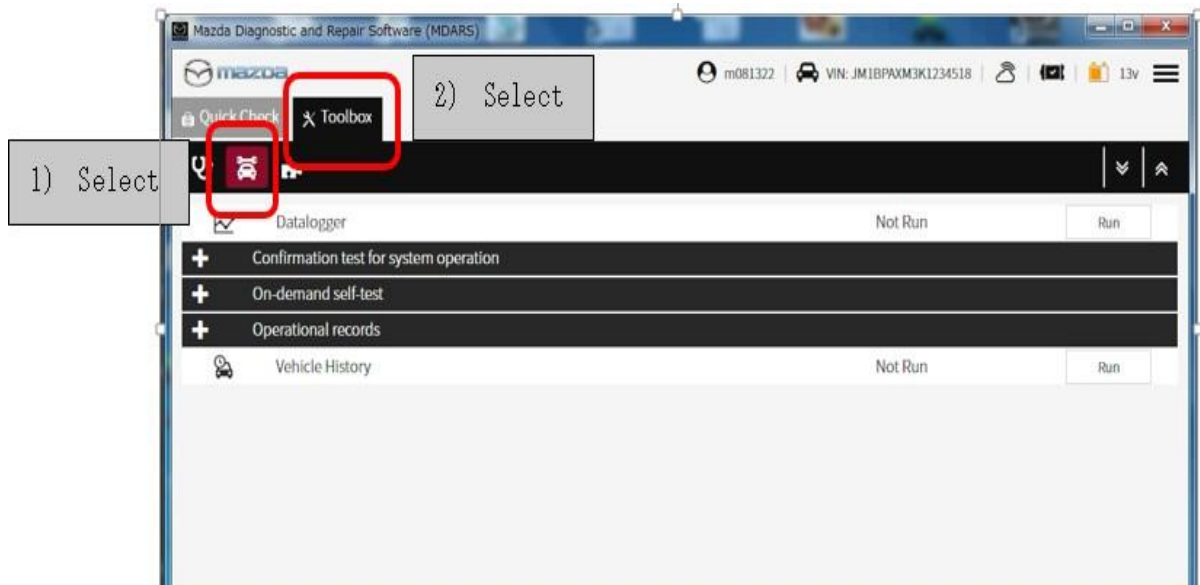 Mazda Diagnostic and Repair Software (MDARS)
mazda
m081322
VIN: JM1BPAXM3K1234518
13v
Quick Check
Toolbox
2) Select
1) Select
Datalogger Not Run Run
Confirmation test for system operation
On-demand self-test
Operational records
Vehicle History Not Run Run